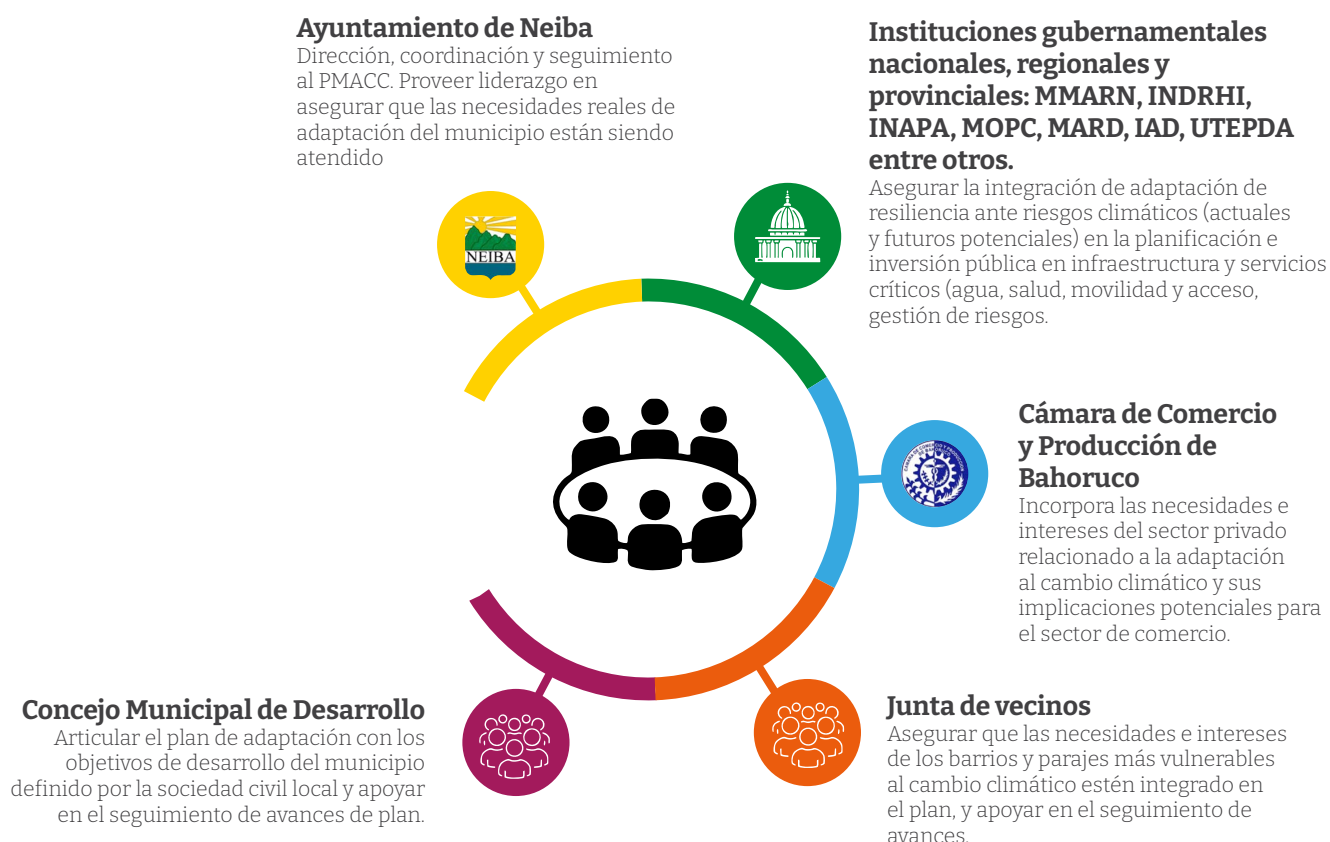 Ayuntamiento de Neiba
Dirección, coordinación y seguimiento
al PMACC. Proveer liderazgo en
asegurar que las necesidades reales de
adaptación del municipio están siendo
atendido
Instituciones gubernamentales
nacionales, regionales y
provinciales: MMARN, INDRHI,
INAPA, MOPC, MARD, IAD, UTEPDA
entre otros.
Asegurar la integración de adaptación de
resiliencia ante riesgos climáticos (actuales
y futuros potenciales) en la planificación e
inversión pública en infraestructura y servicios
críticos (agua, salud, movilidad y acceso,
gestión de riesgos.
NEIBA
Cámara de Comercio
y Producción de
Bahoruco
Incorpora las necesidades e
intereses del sector privado
relacionado a la adaptación
al cambio climático y sus
implicaciones potenciales para
el sector de comercio.
Junta de vecinos
Asegurar que las necesidades e intereses
de los barrios y parajes más vulnerables
al cambio climático estén integrado en
el plan, y apoyar en el seguimiento de
avances.
Concejo Municipal de Desarrollo
Articular el plan de adaptación con los
objetivos de desarrollo del municipio
definido por la sociedad civil local y apoyar
en el seguimiento de avances de plan.